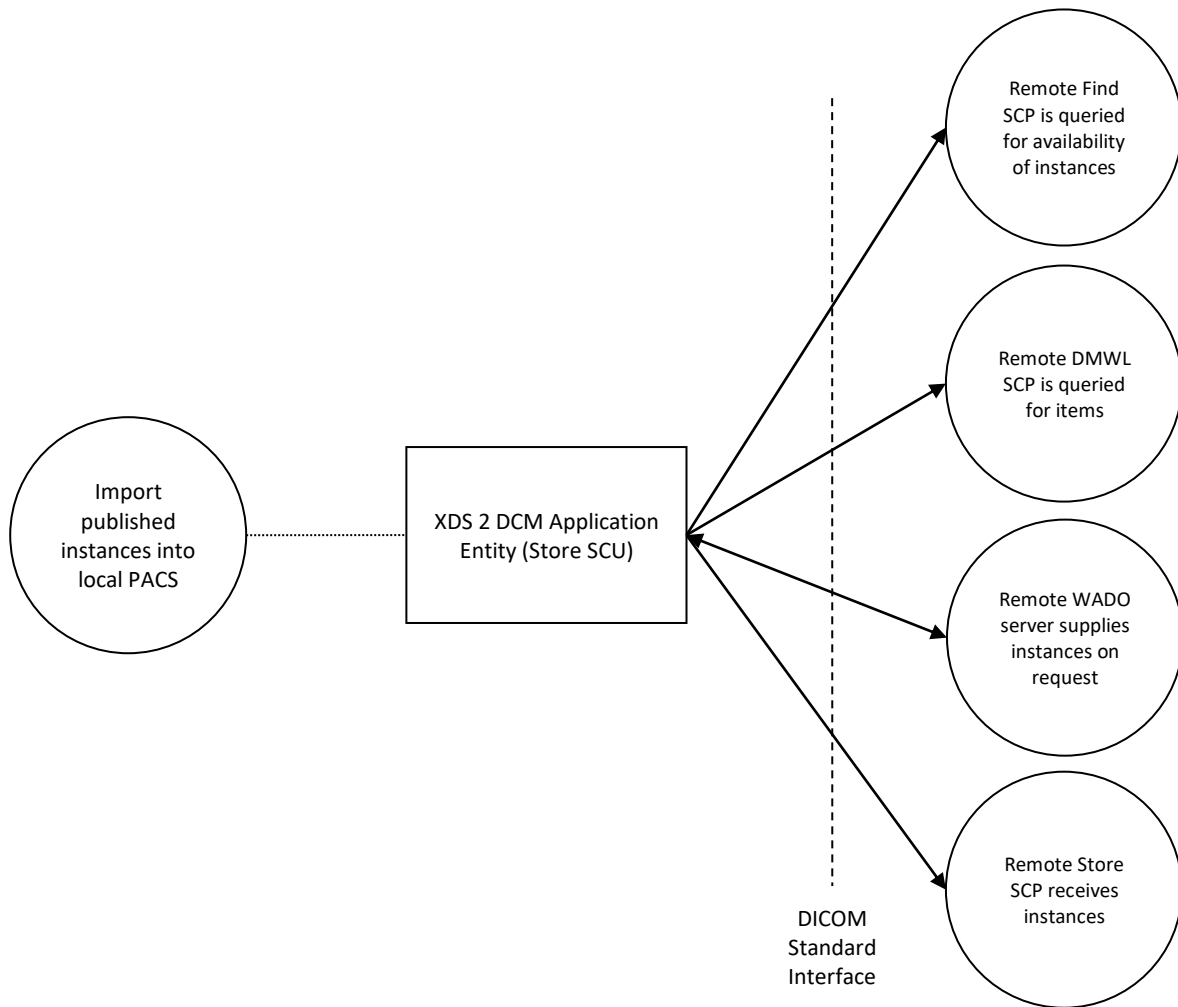 Remote Find
SCP is queried
for availability
of instances
Remote DMWL
SCP is queried
for items
Import
published
instances into
local PACS
XDS 2 DCM Application
Entity (Store SCU)
Remote WADO
server supplies
instances on
request
Remote Store
SCP receives
instances
DICOM
Standard
Interface